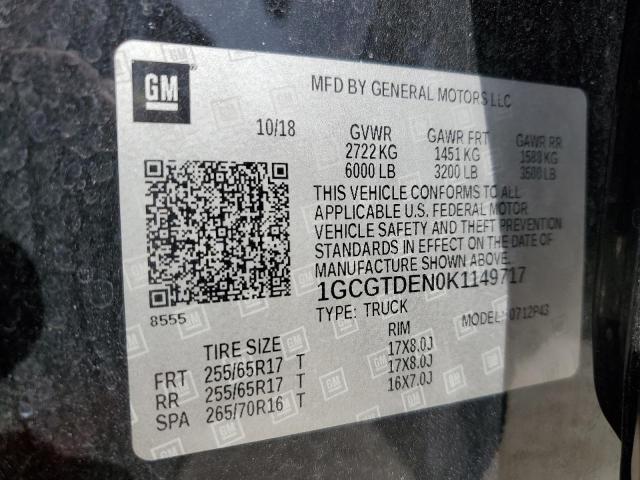 GM
MFD BY GENERAL MOTORS LLC
10/18 GVWR GAWR FRT GAWR RR
2722 KG 1451 KG 1588 KG
6000 LB 3200 LB 3500 LB
THIS VEHICLE CONFORMS TO ALL
APPLICABLE U.S. FEDERAL MOTOR
VEHICLE SAFETY AND THEFT PREVENTION
STANDARDS IN EFFECT ON THE DATE OF
MANUFACTURE SHOWN ABOVE.
1GCGTDEN0K1149717
8555
TYPE: TRUCK MODEL:
TIRE SIZE RIM
FRT 255/65R17 T 17X8.0J
RR 255/65R17 T 17X8.0J
SPA 265/70R16 T 16X7.0J